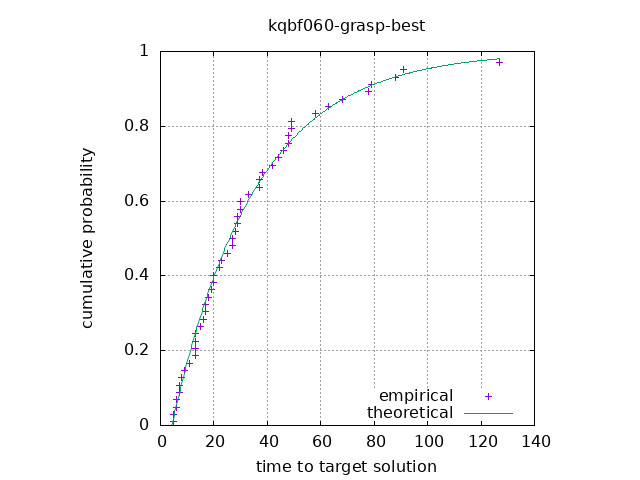 kqbf060-grasp-best
1
0.8
0.6
0.4
0.2
0
cumulative probability
empirical
theoretical
0 20 40 60 80 100 120 140
time to target solution